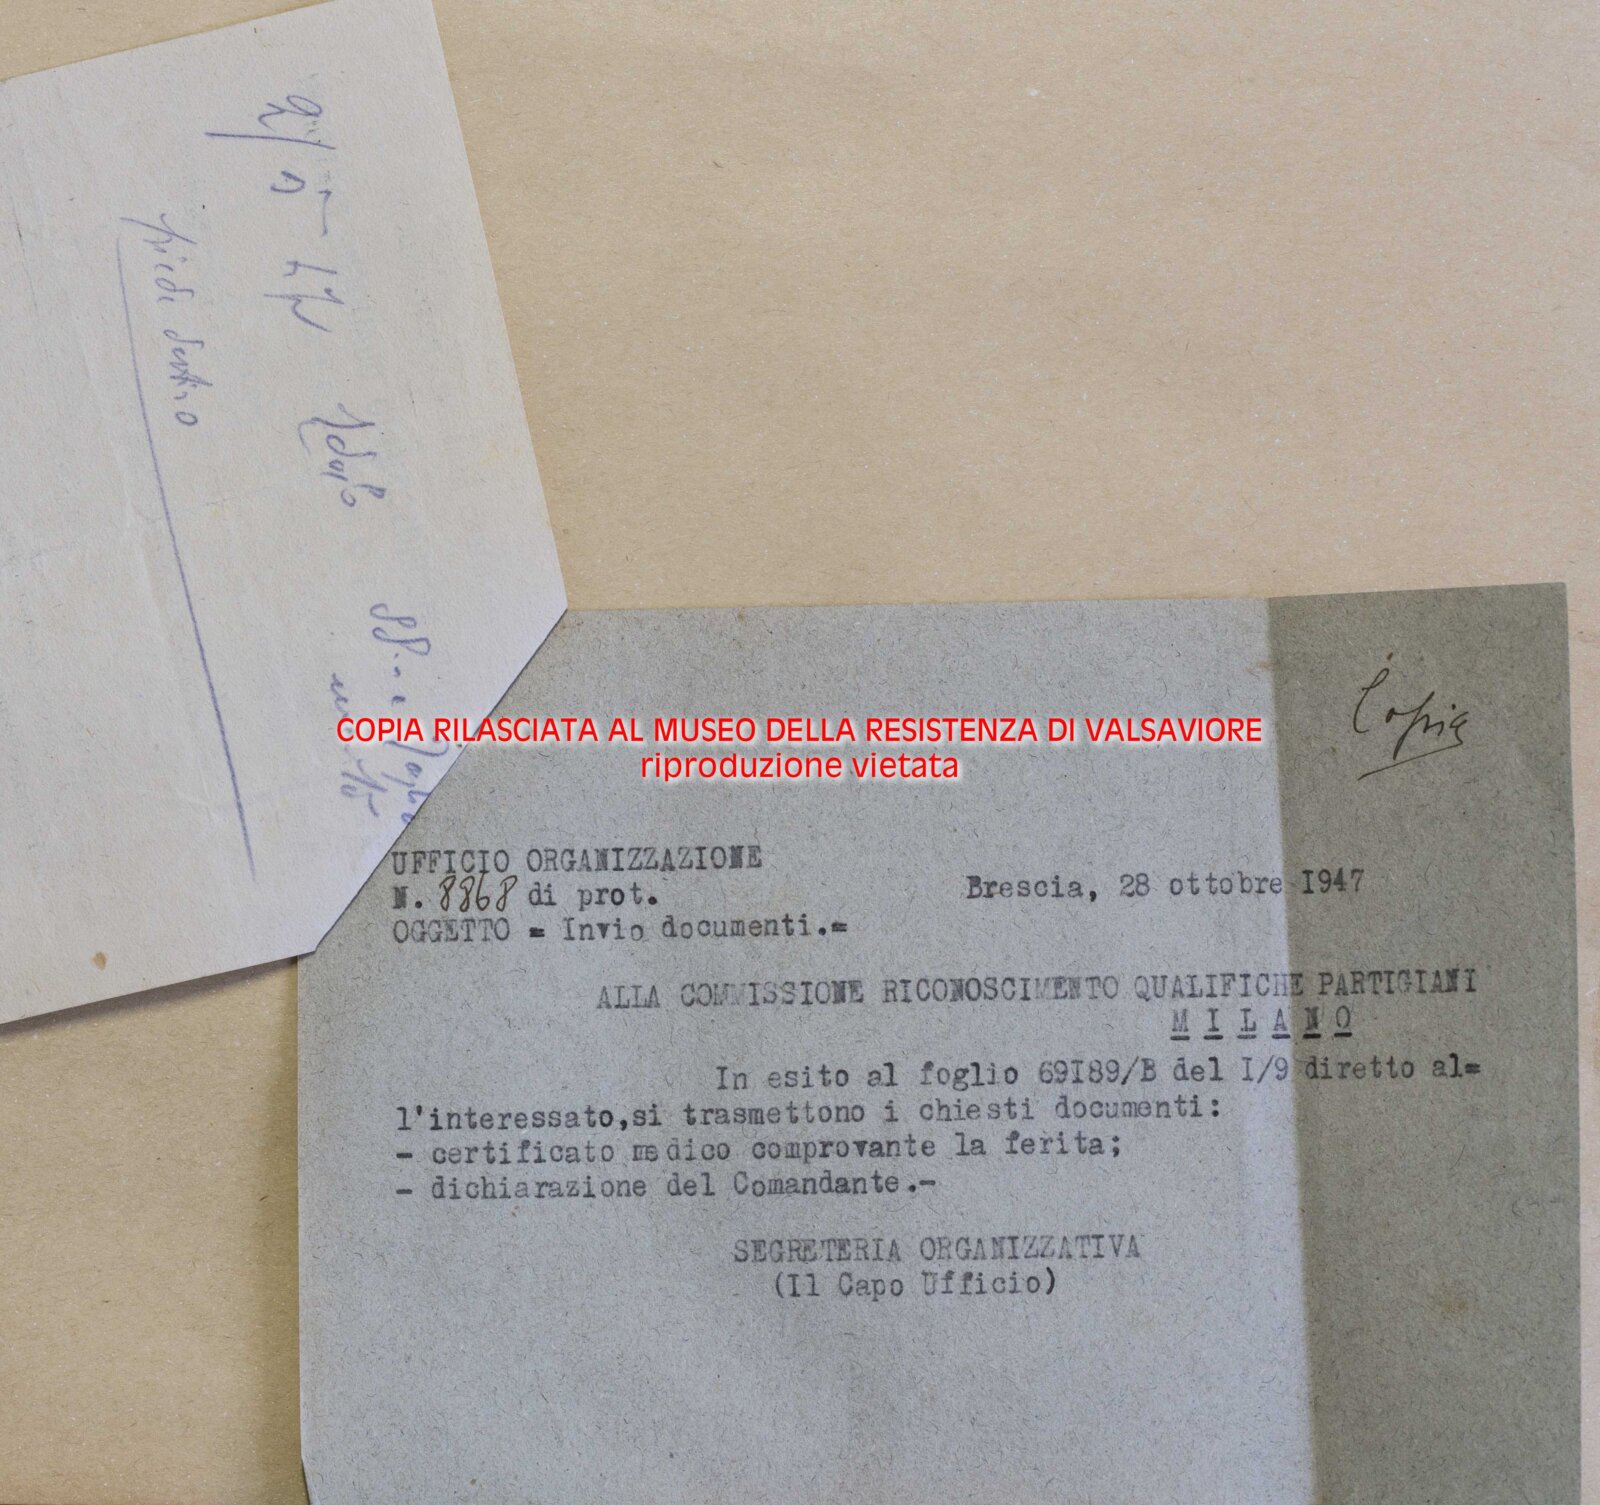 piedi destro
COPIA RILASCIATA AL MUSEO DELLA RESISTENZA DI VALSAVIORE
riproduzione vietata
Copia
UFFICIO ORGANIZZAZIONE
N. 8868 di prot.
Brescia, 28 ottobre I947
OGGETTO = Invio documenti.=
ALLA COMMISSIONE RICONOSCIMENTO QUALIFICHE PARTIGIANI
M I L A N O
In esito al foglio 69I89/B del I/9 diretto al=
l'interessato,si trasmettono i chiesti documenti:
- certificato medico comprovante la ferita;
- dichiarazione del Comandante.-
SEGRETERIA ORGANIZZATIVA
(Il Capo Ufficio)